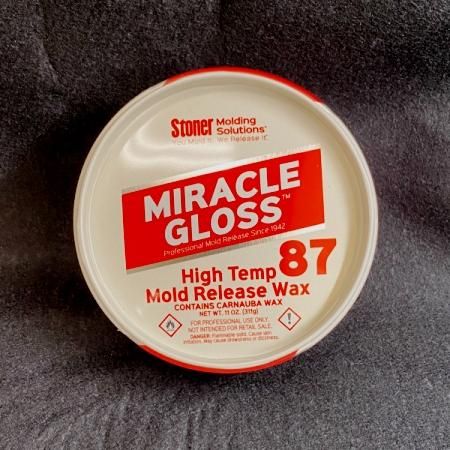 Stoner Molding
Solutions™
You Mold It. We Release It.
MIRACLE
GLOSS™
Professional Mold Release Since 1942
87
High Temp
Mold Release Wax
CONTAINS CARNAUBA WAX
NET WT. 11 OZ. (311g)
FOR PROFESSIONAL USE ONLY.
NOT INTENDED FOR RETAIL SALE.
DANGER: Flammable solid. Cause skin
irritation. May cause drowsiness or dizziness.